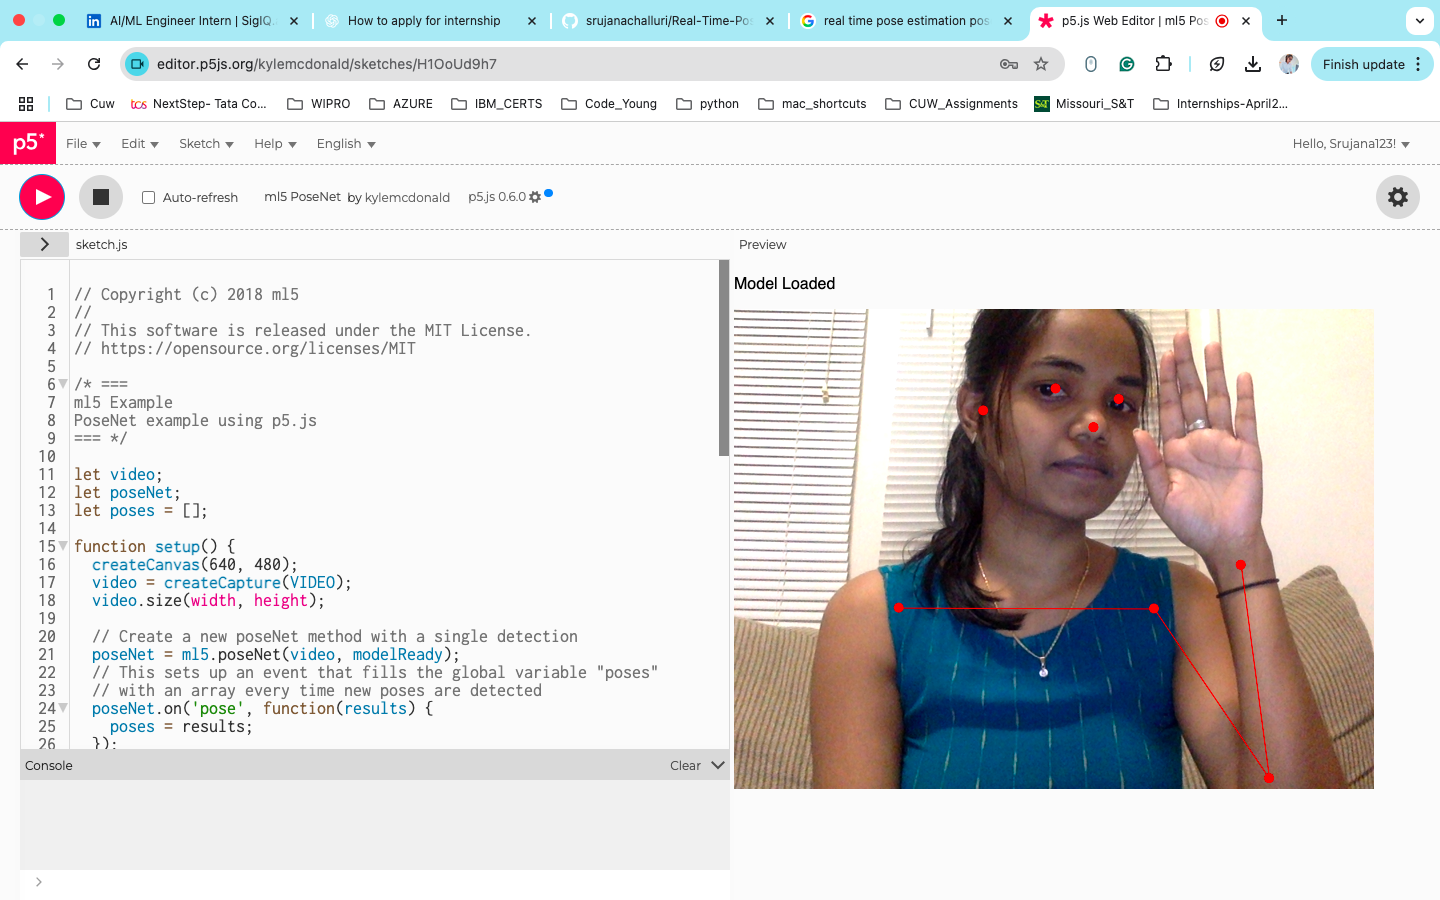 AI/ML Engineer Intern | SigIQ.
How to apply for internship
srujanachalluri/Real-Time-Pos
real time pose estimation pos
p5.js Web Editor | ml5 Pos
editor.p5js.org/kylemcdonald/sketches/H1OoUd9h7
Finish update
Cuw
tcs
NextStep- Tata Co...
WIPRO
AZURE
IBM_CERTS
Code_Young
python
mac_shortcuts
CUW_Assignments
S&T
Missouri_S&T
Internships-April2...
p5*
File
Edit
Sketch
Help
English
Hello, Srujana123!
Auto-refresh
ml5 PoseNet by kylemcdonald
p5.js 0.6.0
sketch.js
Preview
1 // Copyright (c) 2018 ml5
2 //
3 // This software is released under the MIT License.
4 // https://opensource.org/licenses/MIT
5
6 /* ===
7 ml5 Example
8 PoseNet example using p5.js
9 === */
10
11 let video;
12 let poseNet;
13 let poses = [];
14
15 function setup() {
16 createCanvas(640, 480);
17 video = createCapture(VIDEO);
18 video.size(width, height);
19
20 // Create a new poseNet method with a single detection
21 poseNet = ml5.poseNet(video, modelReady);
22 // This sets up an event that fills the global variable "poses"
23 // with an array every time new poses are detected
24 poseNet.on('pose', function(results) {
25 poses = results;
26 });
Console
Clear
>
Model Loaded